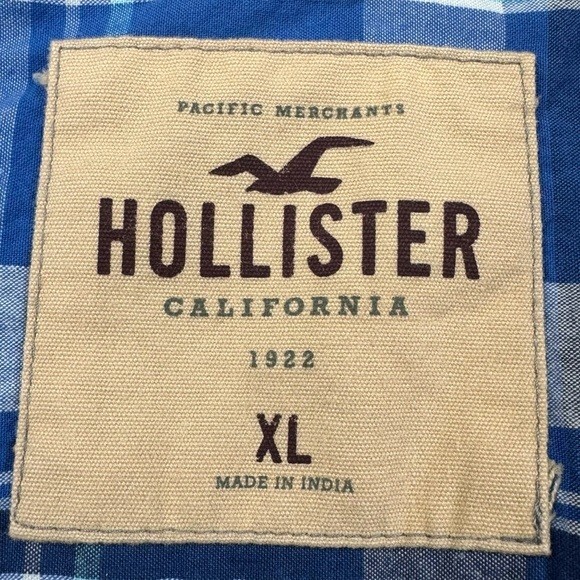 PACIFIC MERCHANTS
HOLLISTER
CALIFORNIA
1922
XL
MADE IN INDIA